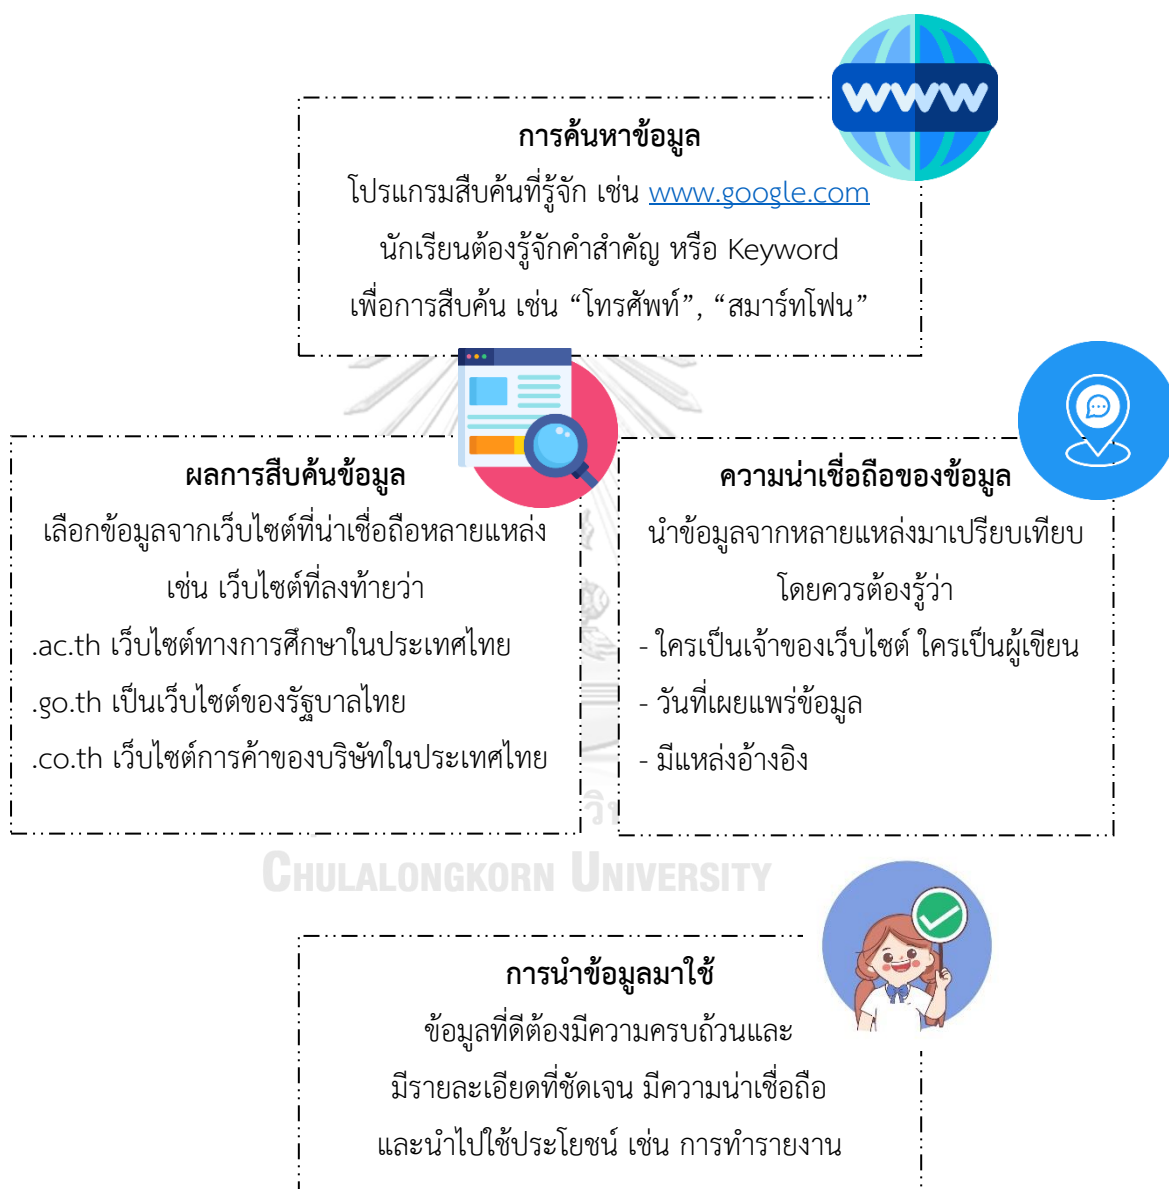 WWW
การค้นหาข้อมูล
โปรแกรมสืบค้นที่รู้จัก เช่น www.google.com
นักเรียนต้องรู้จักคำสำคัญ หรือ Keyword
เพื่อการสืบค้น เช่น “โทรศัพท์”, “สมาร์ทโฟน”
ผลการสืบค้นข้อมูล
เลือกข้อมูลจากเว็บไซต์ที่น่าเชื่อถือหลายแหล่ง
เช่น เว็บไซต์ที่ลงท้ายว่า
.ac.th เว็บไซต์ทางการศึกษาในประเทศไทย
.go.th เป็นเว็บไซต์ของรัฐบาลไทย
.co.th เว็บไซต์การค้าของบริษัทในประเทศไทย
ความน่าเชื่อถือของข้อมูล
นำข้อมูลจากหลายแหล่งมาเปรียบเทียบ
โดยควรต้องรู้ว่า
- ใครเป็นเจ้าของเว็บไซต์ ใครเป็นผู้เขียน
- วันที่เผยแพร่ข้อมูล
- มีแหล่งอ้างอิง
CHULALONGKORN UNIVERSITY
การนำข้อมูลมาใช้
ข้อมูลที่ดีต้องมีความครบถ้วนและ
มีรายละเอียดที่ชัดเจน มีความน่าเชื่อถือ
และนำไปใช้ประโยชน์ เช่น การทำรายงาน